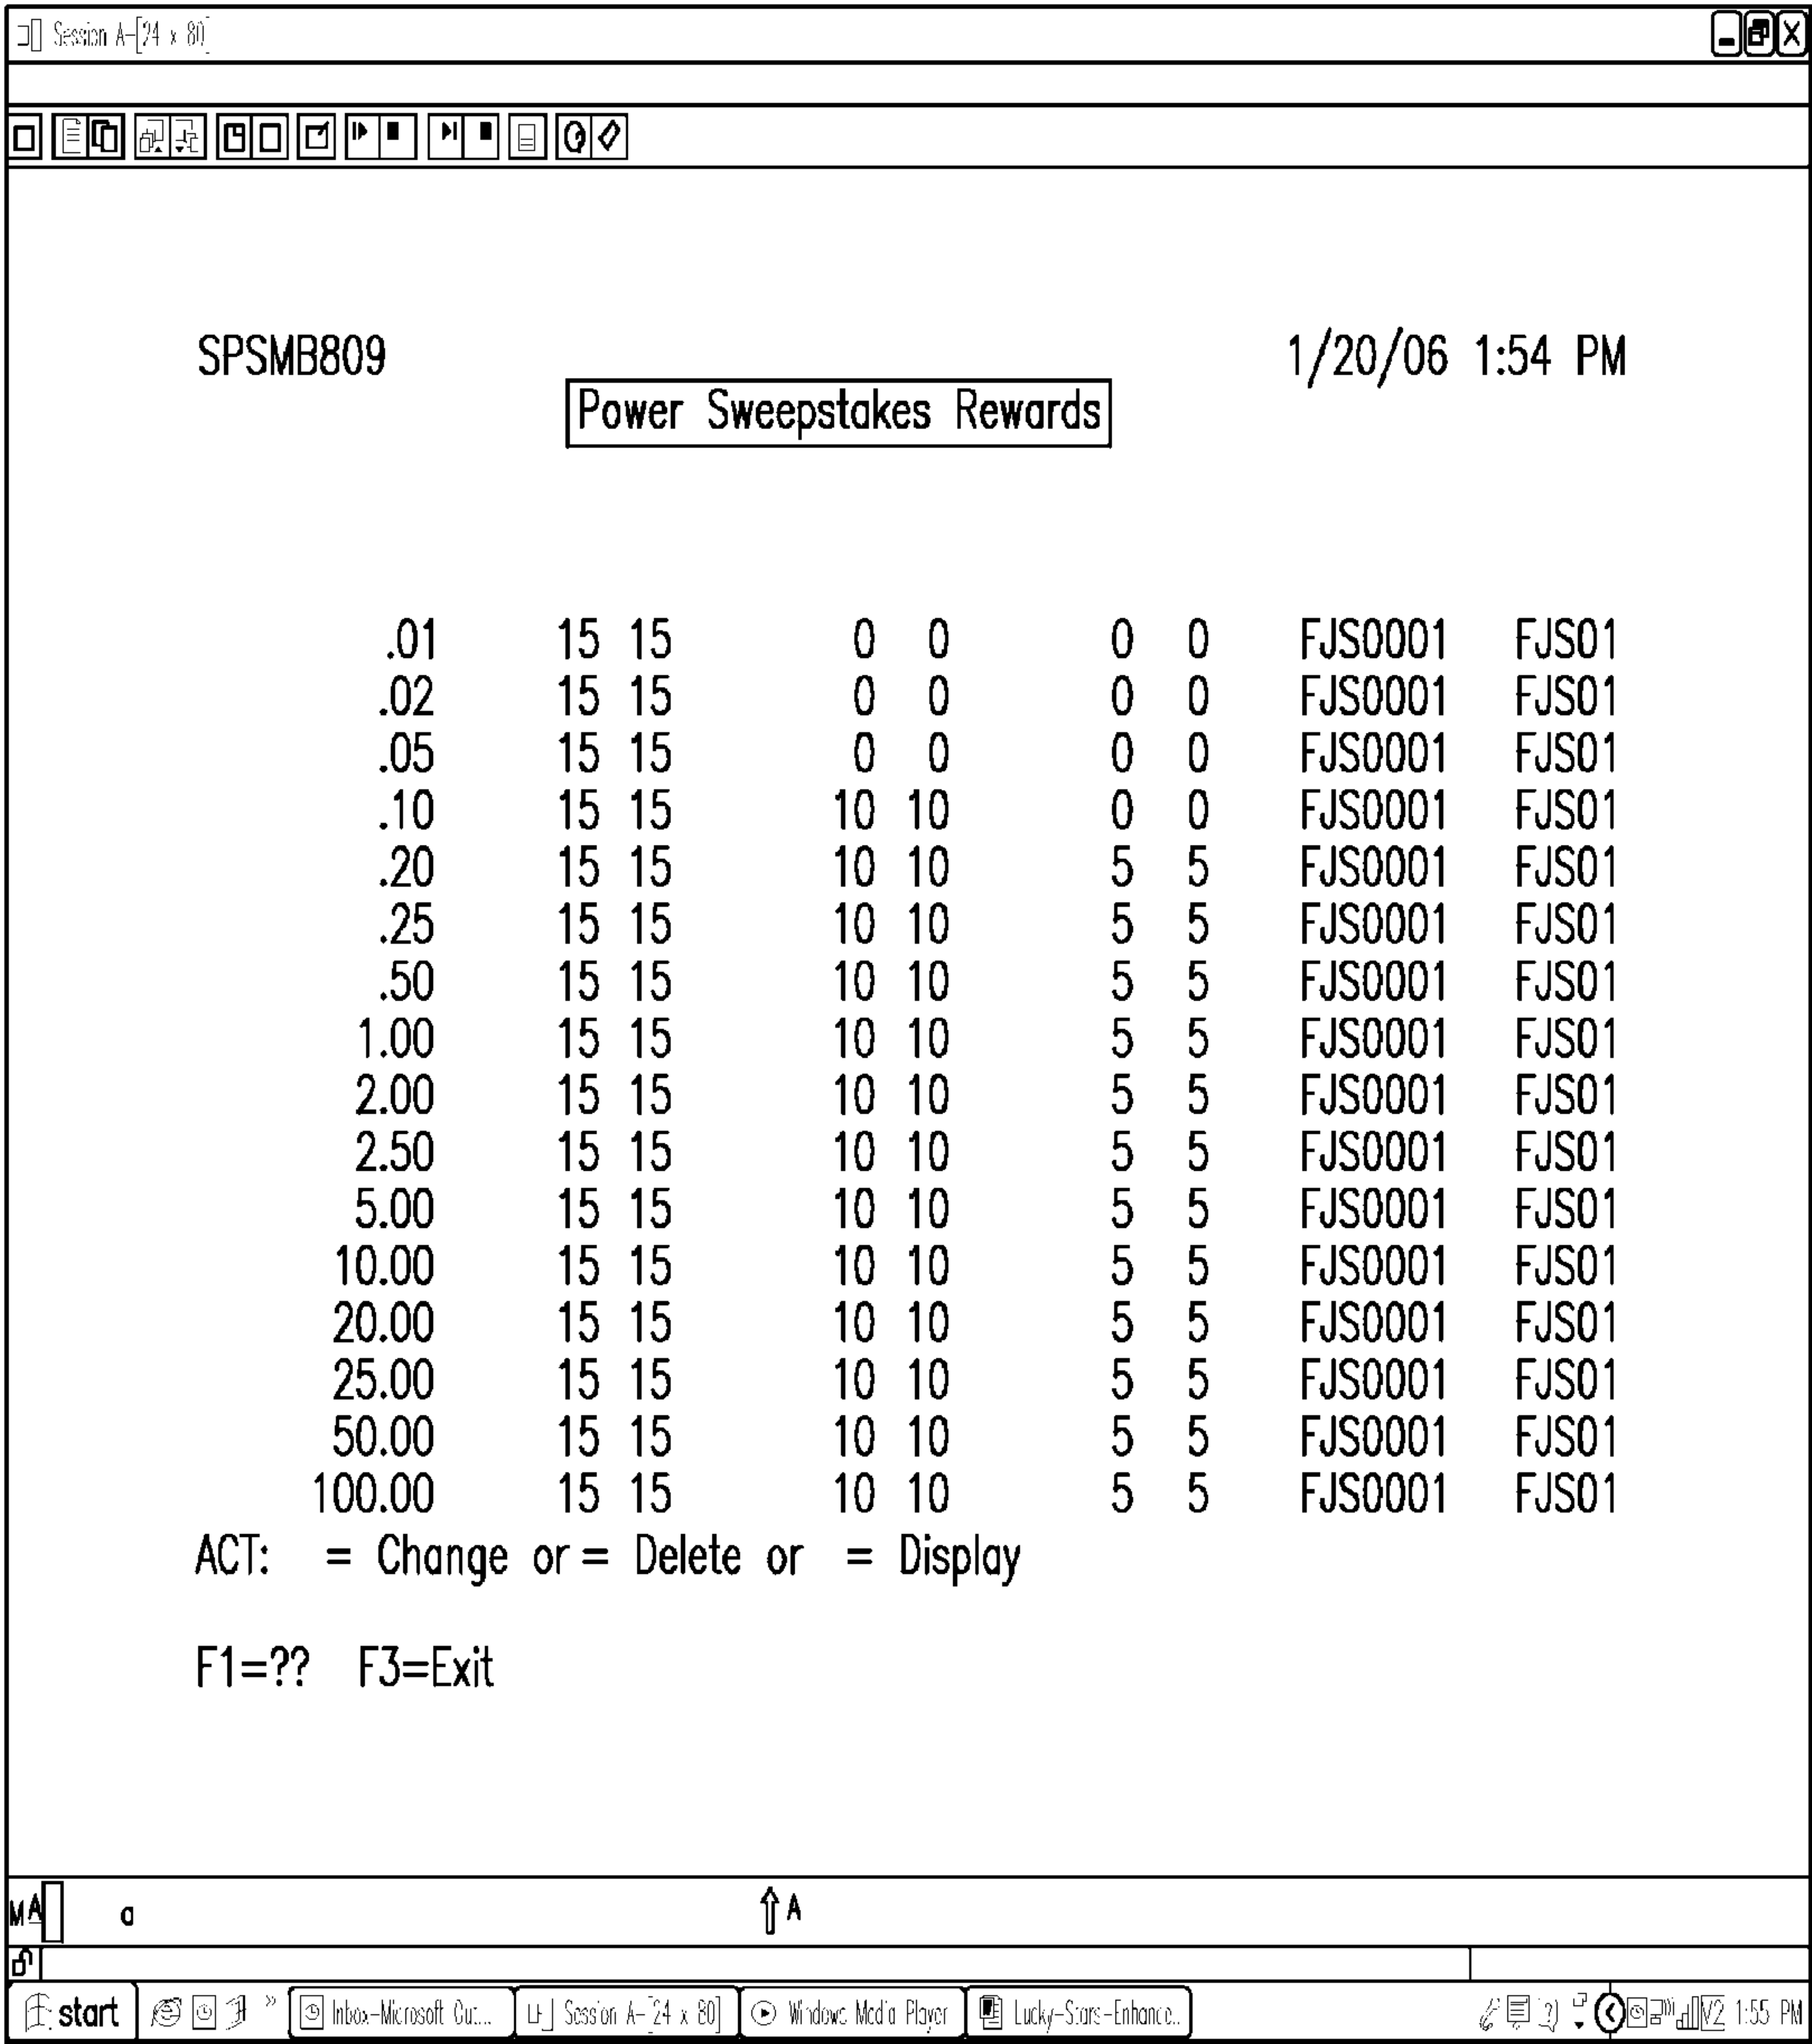 Session A-[24 x 80]
SPSMB809 1/20/06 1:54 PM
Power Sweepstakes Rewards
.01 15 15 0 0 0 0 FJS0001 FJS01
.02 15 15 0 0 0 0 FJS0001 FJS01
.05 15 15 0 0 0 0 FJS0001 FJS01
.10 15 15 10 10 0 0 FJS0001 FJS01
.20 15 15 10 10 5 5 FJS0001 FJS01
.25 15 15 10 10 5 5 FJS0001 FJS01
.50 15 15 10 10 5 5 FJS0001 FJS01
1.00 15 15 10 10 5 5 FJS0001 FJS01
2.00 15 15 10 10 5 5 FJS0001 FJS01
2.50 15 15 10 10 5 5 FJS0001 FJS01
5.00 15 15 10 10 5 5 FJS0001 FJS01
10.00 15 15 10 10 5 5 FJS0001 FJS01
20.00 15 15 10 10 5 5 FJS0001 FJS01
25.00 15 15 10 10 5 5 FJS0001 FJS01
50.00 15 15 10 10 5 5 FJS0001 FJS01
100.00 15 15 10 10 5 5 FJS0001 FJS01
ACT: = Change or = Delete or = Display
F1=?? F3=Exit
MA a A
start » Inbox-Microsoft Out... Session A-[24 x 80] Windows Media Player Lucky-Stars-Enhance.. V2 1:55 PM